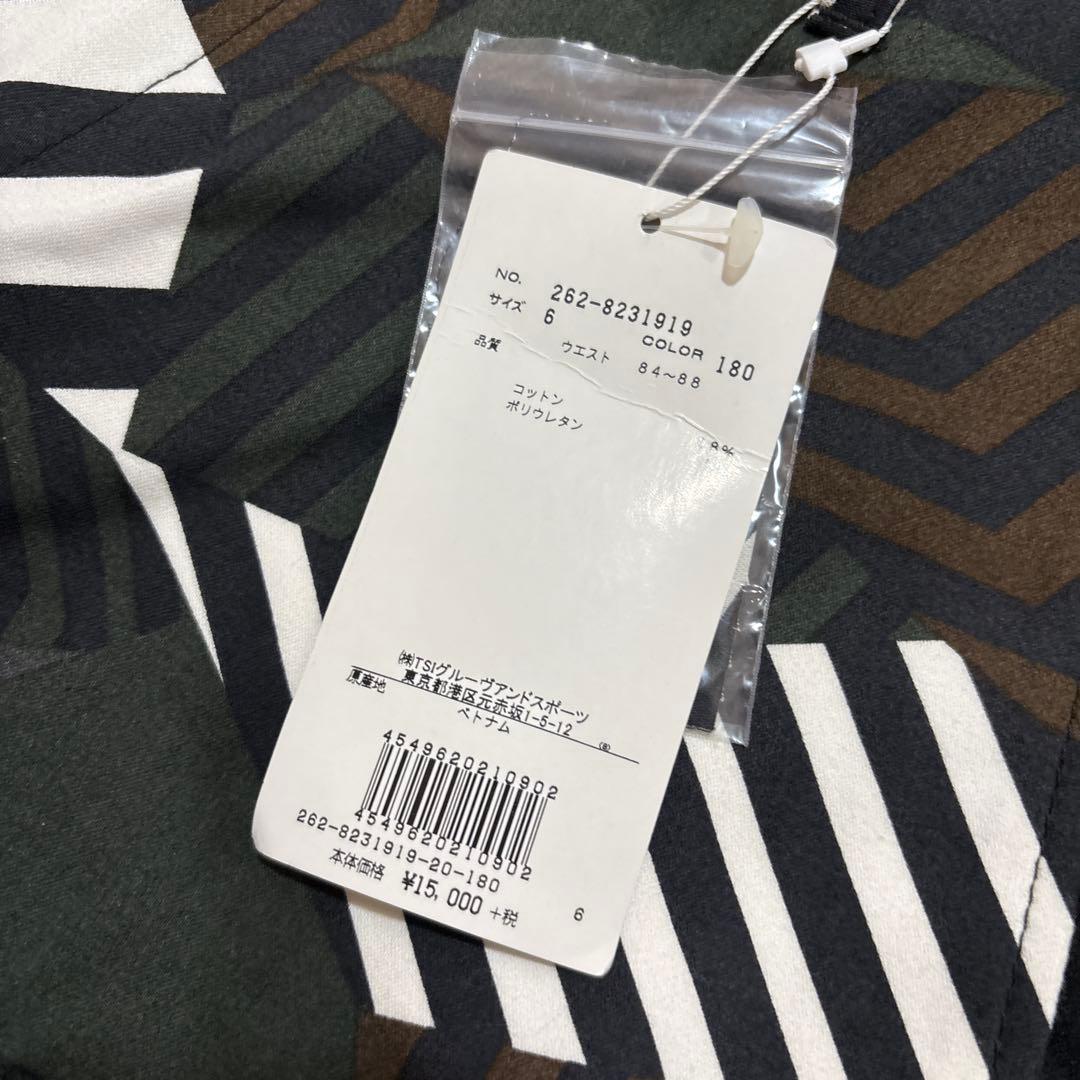 NO. 262-8231919
サイズ 6 COLOR 180
品質 ウエスト 84～88
コットン
ポリウレタン
㈱TSIグルーヴアンドスポーツ
東京都港区元赤坂1-5-12
原産地 ベトナム
4549620210902
4549620210902
262-8231919-20-180
本体価格 ¥15,000 +税
6